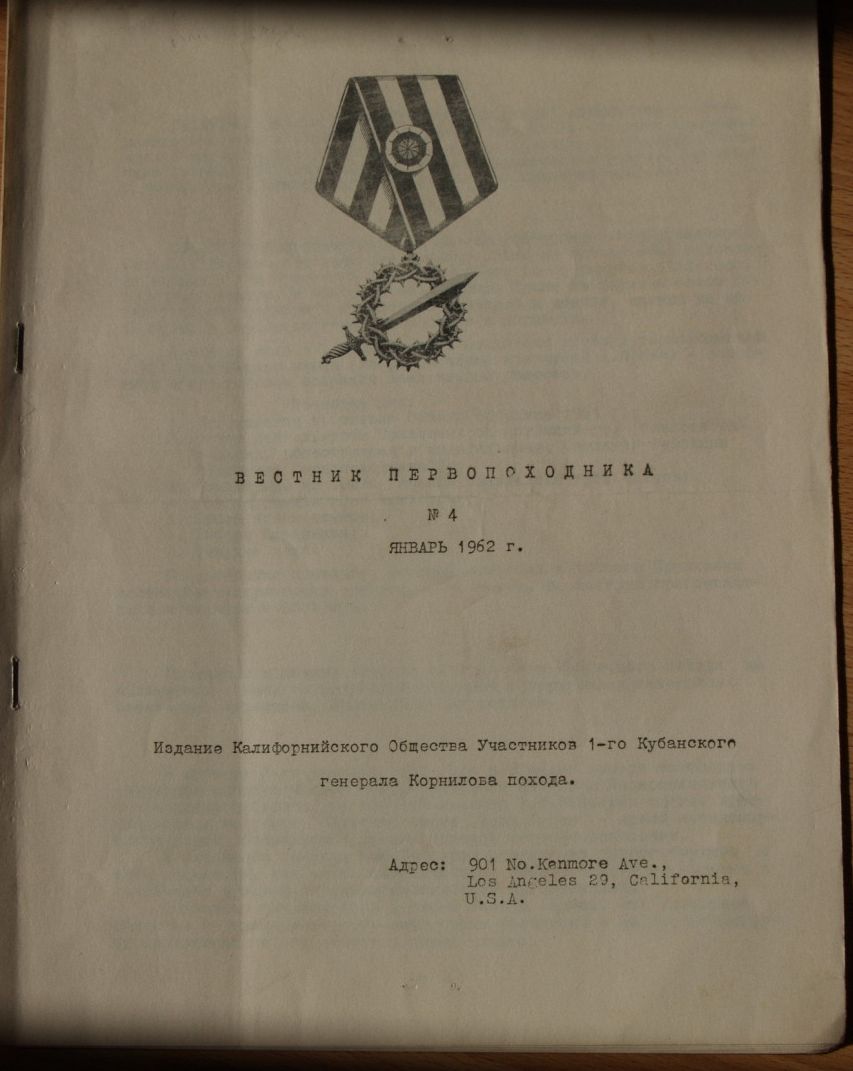 ВЕСТНИК ПЕРВОПОХОДНИКА
№ 4
ЯНВАРЬ 1962 г.
Издание Калифорнийского Общества Участников 1-го Кубанского
генерала Корнилова похода.
Адрес: 901 No.Kenmore Ave.,
Los Angeles 29, California,
U.S.A.